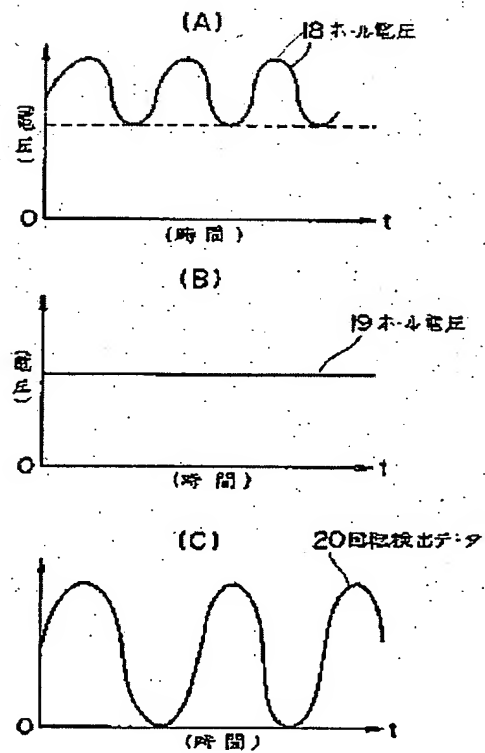 (A)
18ホール電圧
(電圧)
O
t
(時間)
(B)
19ホール電圧
(電圧)
O
t
(時間)
(C)
20回転検出データ
O
t
(時間)